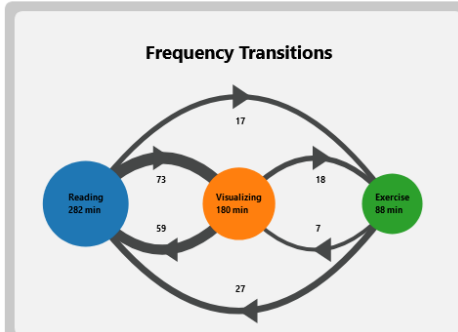 Frequency Transitions
17
73
18
Reading
282 min
Visualizing
180 min
Exercise
88 min
59
7
27